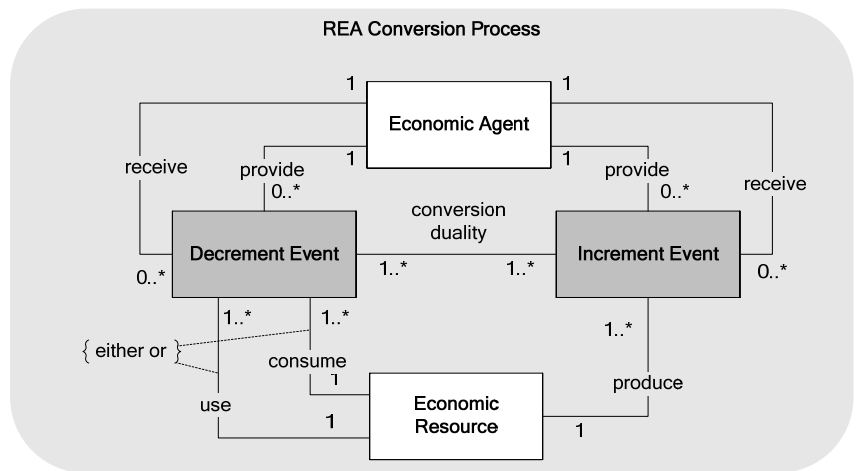 REA Conversion Process
1
1
Economic Agent
1
1
receive
provide
0..*
provide
0..*
receive
conversion
duality
Decrement Event
Increment Event
0..*
1..*
1..*
0..*
1..*
1..*
1..*
{ either or }
consume
1
produce
use
Economic
Resource
1
1